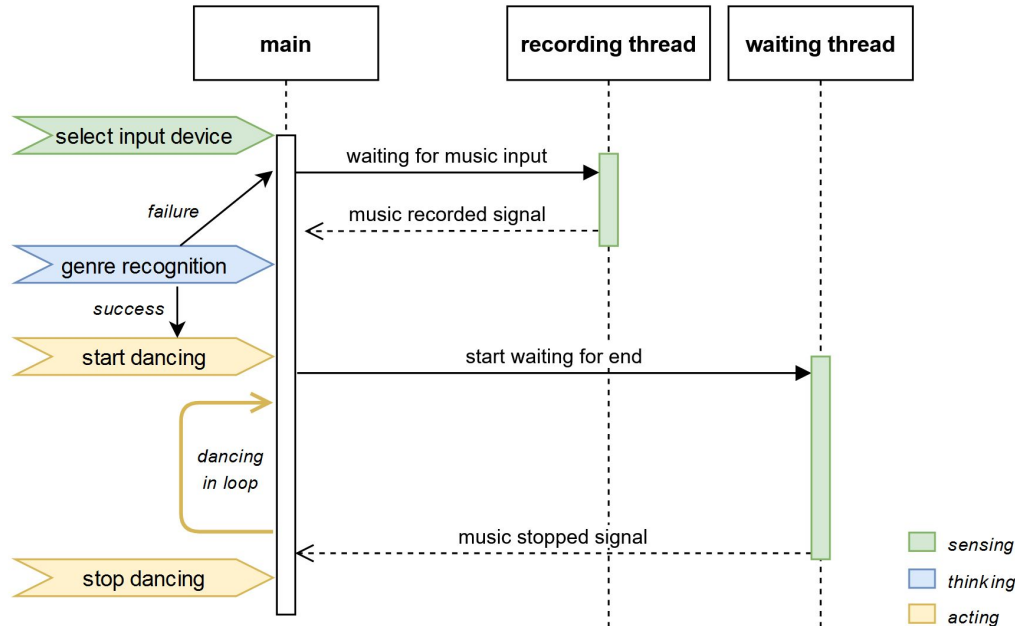 main
recording thread
waiting thread
select input device
waiting for music input
failure
music recorded signal
genre recognition
success
start dancing
start waiting for end
dancing
in loop
music stopped signal
stop dancing
sensing
thinking
acting